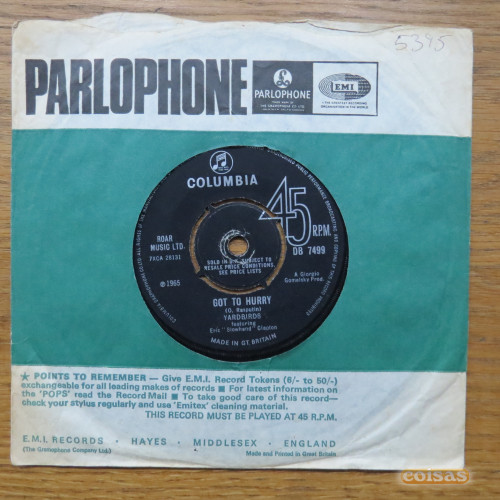 5395
PARLOPHONE
PARLOPHONE
EMI
COLUMBIA
45
R.P.M.
DB 7499
ROAR
MUSIC LTD.
7XCA 28131
SOLD IN U.K. SUBJECT TO
RESALE PRICE CONDITIONS,
SEE PRICE LISTS
℗1965
A Giorgio
Gomelsky Prod.
GOT TO HURRY
(O. Rasputin)
YARDBIRDS
featuring
Eric "Slowhand" Clapton
MADE IN GT. BRITAIN
★ POINTS TO REMEMBER — Give E.M.I. Record Tokens (6/- to 50/-)
exchangeable for all leading makes of records ■ For latest information on
the 'POPS' read the Record Mail ■ To take good care of this record—
check your stylus regularly and use 'Emitex' cleaning material.
THIS RECORD MUST BE PLAYED AT 45 R.P.M.
E.M.I. RECORDS · HAYES · MIDDLESEX · ENGLAND
(The Gramophone Company Ltd.)
Made and Printed in Great Britain
coisas